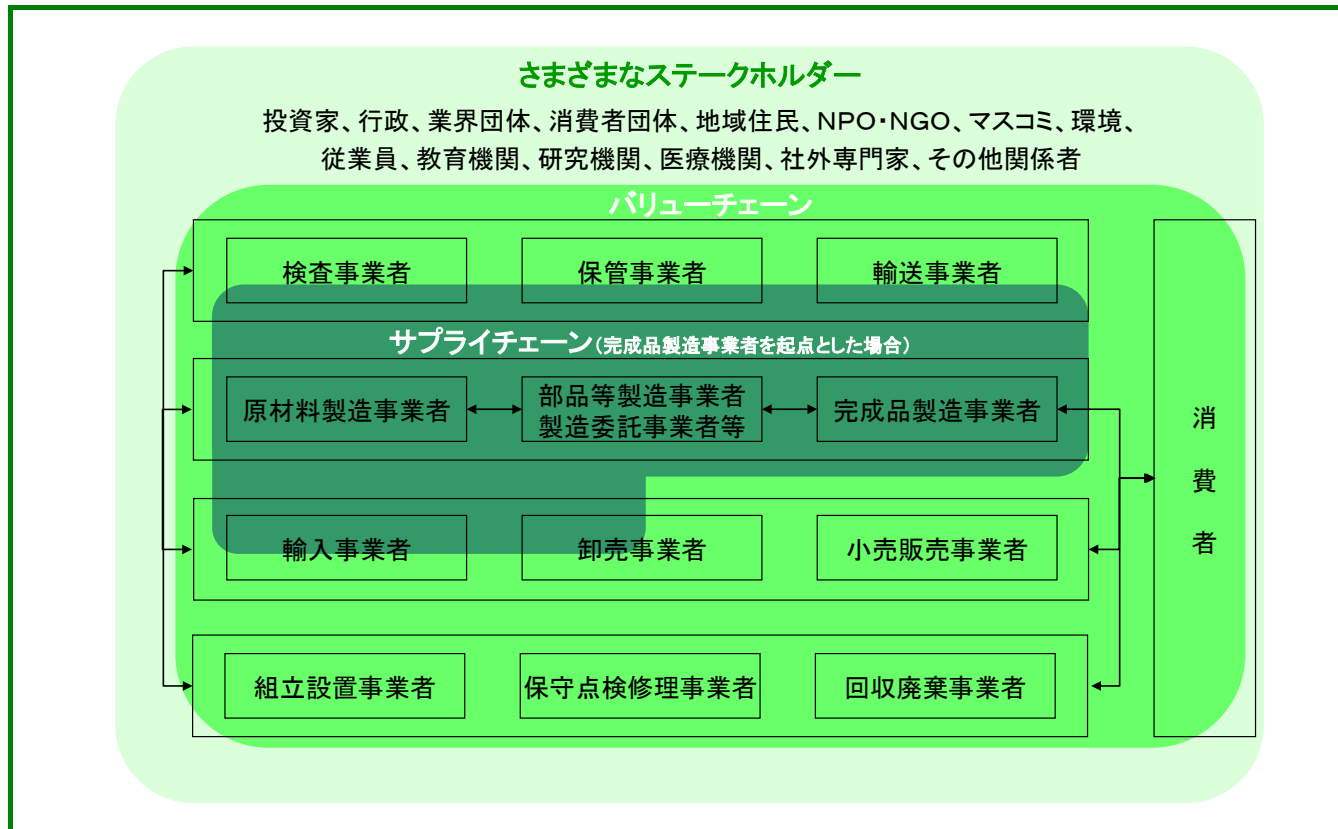 さまざまなステークホルダー
投資家、行政、業界団体、消費者団体、地域住民、NPO・NGO、マスコミ、環境、
従業員、教育機関、研究機関、医療機関、社外専門家、その他関係者
バリューチェーン
検査事業者
保管事業者
輸送事業者
サプライチェーン(完成品製造事業者を起点とした場合)
原材料製造事業者
部品等製造事業者
製造委託事業者等
完成品製造事業者
輸入事業者
卸売事業者
小売販売事業者
組立設置事業者
保守点検修理事業者
回収廃棄事業者
消
費
者